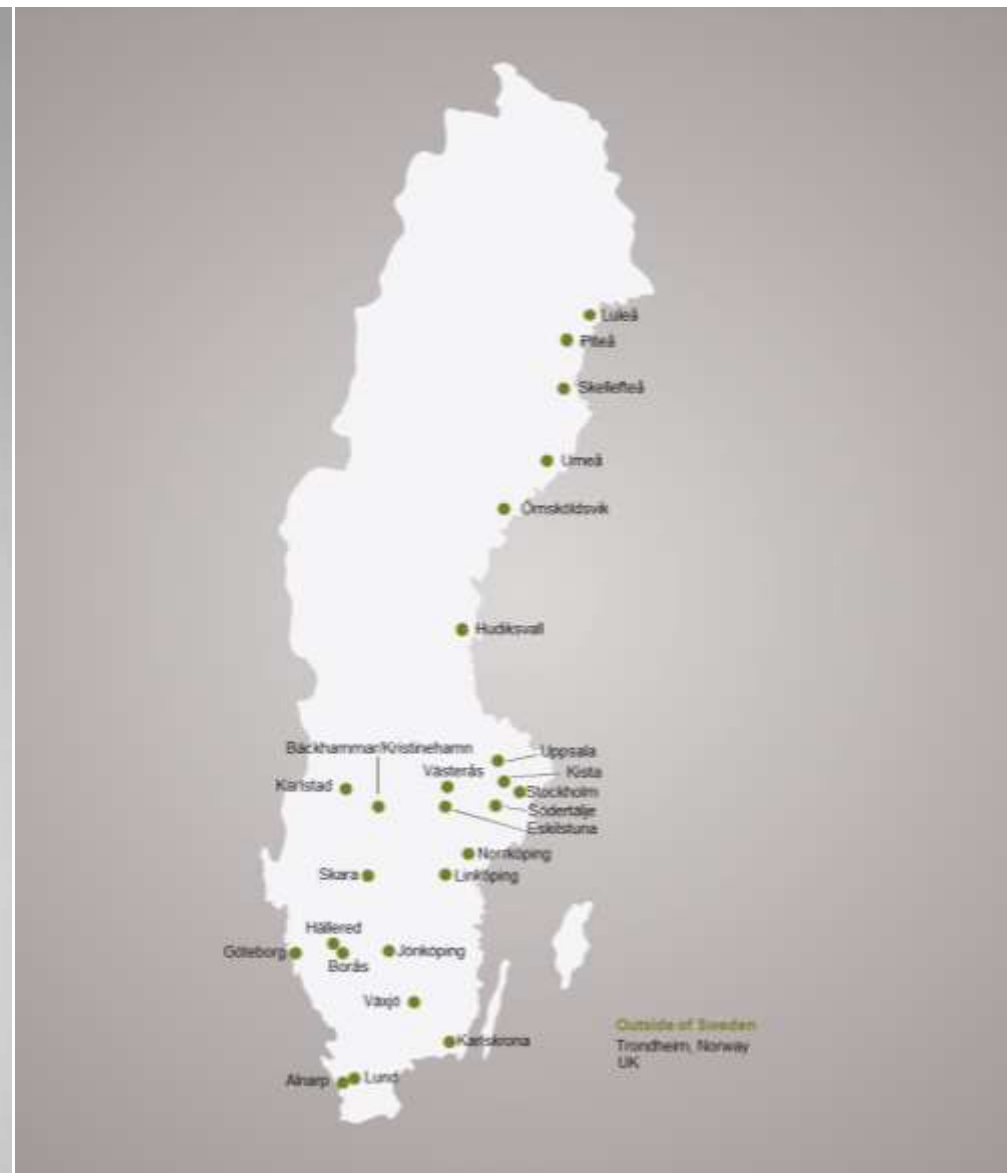 Luleå
Piteå
Skellefteå
Umeå
Örnsköldsvik
Hudiksvall
Bäckhammar/Kristinehamn
Uppsala
Västerås
Kista
Karlstad
Stockholm
Södertälje
Eskilstuna
Norrköping
Skara
Linköping
Hällered
Göteborg
Jönköping
Borås
Växjö
Karlskrona
Alnarp
Lund
Outside of Sweden
Trondheim, Norway
UK